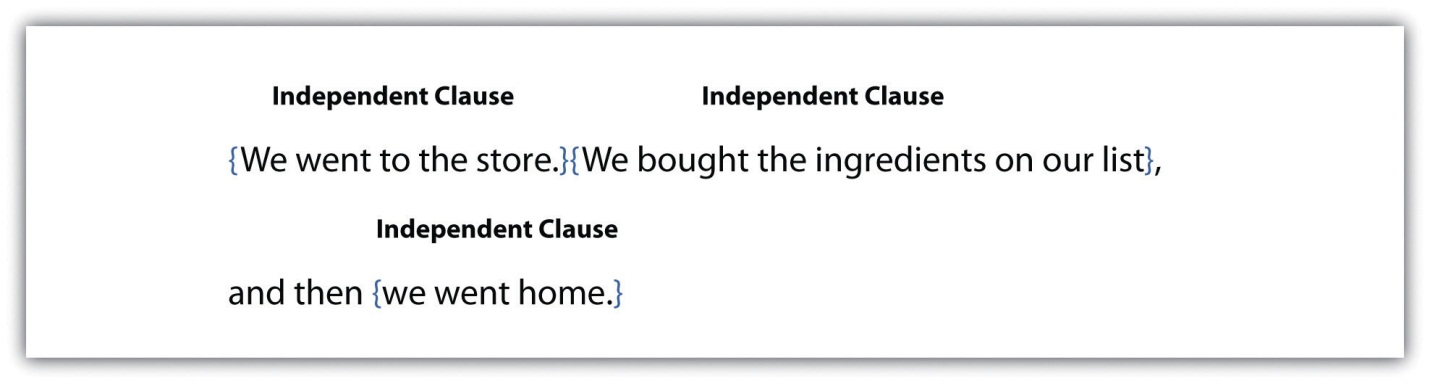 Independent Clause Independent Clause
{We went to the store.}{We bought the ingredients on our list},
Independent Clause
and then {we went home.}